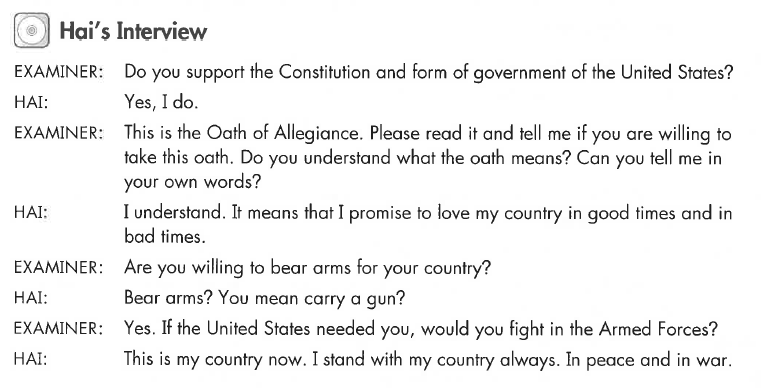 Hai's Interview
EXAMINER: Do you support the Constitution and form of government of the United States?
HAI: Yes, I do.
EXAMINER: This is the Oath of Allegiance. Please read it and tell me if you are willing to
take this oath. Do you understand what the oath means? Can you tell me in
your own words?
HAI: I understand. It means that I promise to love my country in good times and in
bad times.
EXAMINER: Are you willing to bear arms for your country?
HAI: Bear arms? You mean carry a gun?
EXAMINER: Yes. If the United States needed you, would you fight in the Armed Forces?
HAI: This is my country now. I stand with my country always. In peace and in war.